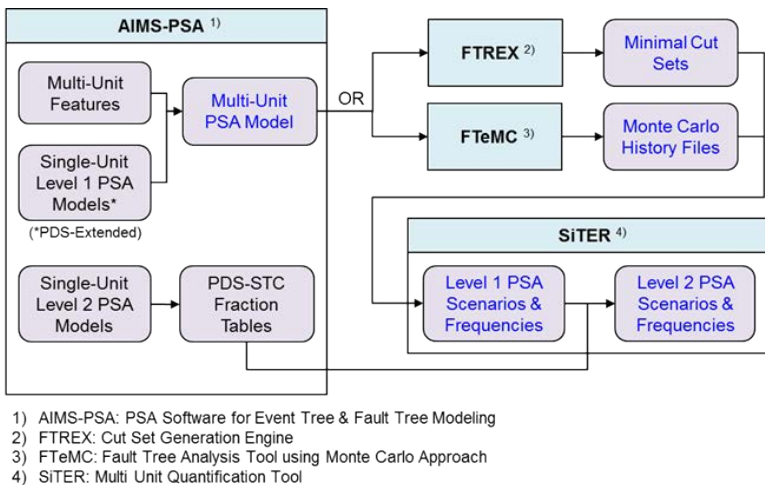 AIMS-PSA 1)
Multi-Unit
Features
Single-Unit
Level 1 PSA
Models*
(*PDS-Extended)
Multi-Unit
PSA Model
Single-Unit
Level 2 PSA
Models
PDS-STC
Fraction
Tables
OR
FTREX 2)
Minimal Cut
Sets
FTeMC 3)
Monte Carlo
History Files
SiTER 4)
Level 1 PSA
Scenarios &
Frequencies
Level 2 PSA
Scenarios &
Frequencies
1) AIMS-PSA: PSA Software for Event Tree & Fault Tree Modeling
2) FTREX: Cut Set Generation Engine
3) FTeMC: Fault Tree Analysis Tool using Monte Carlo Approach
4) SiTER: Multi Unit Quantification Tool